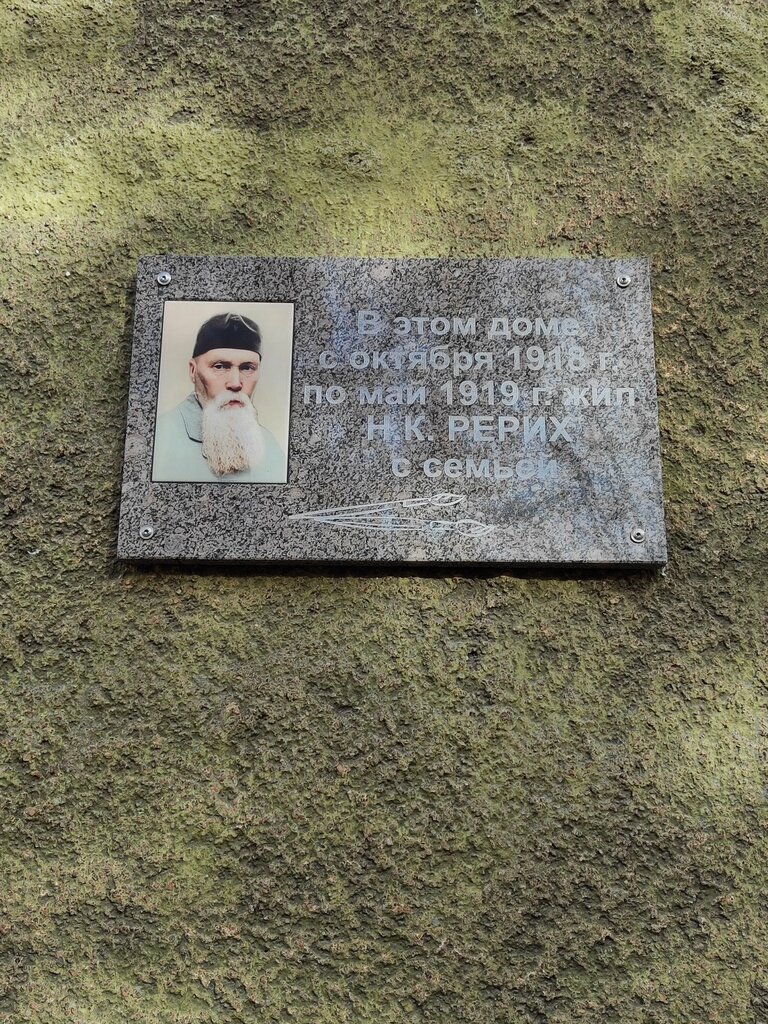 В этом доме
с октября 1918 г.
по май 1919 г. жил
Н.К. РЕРИХ
с семьей